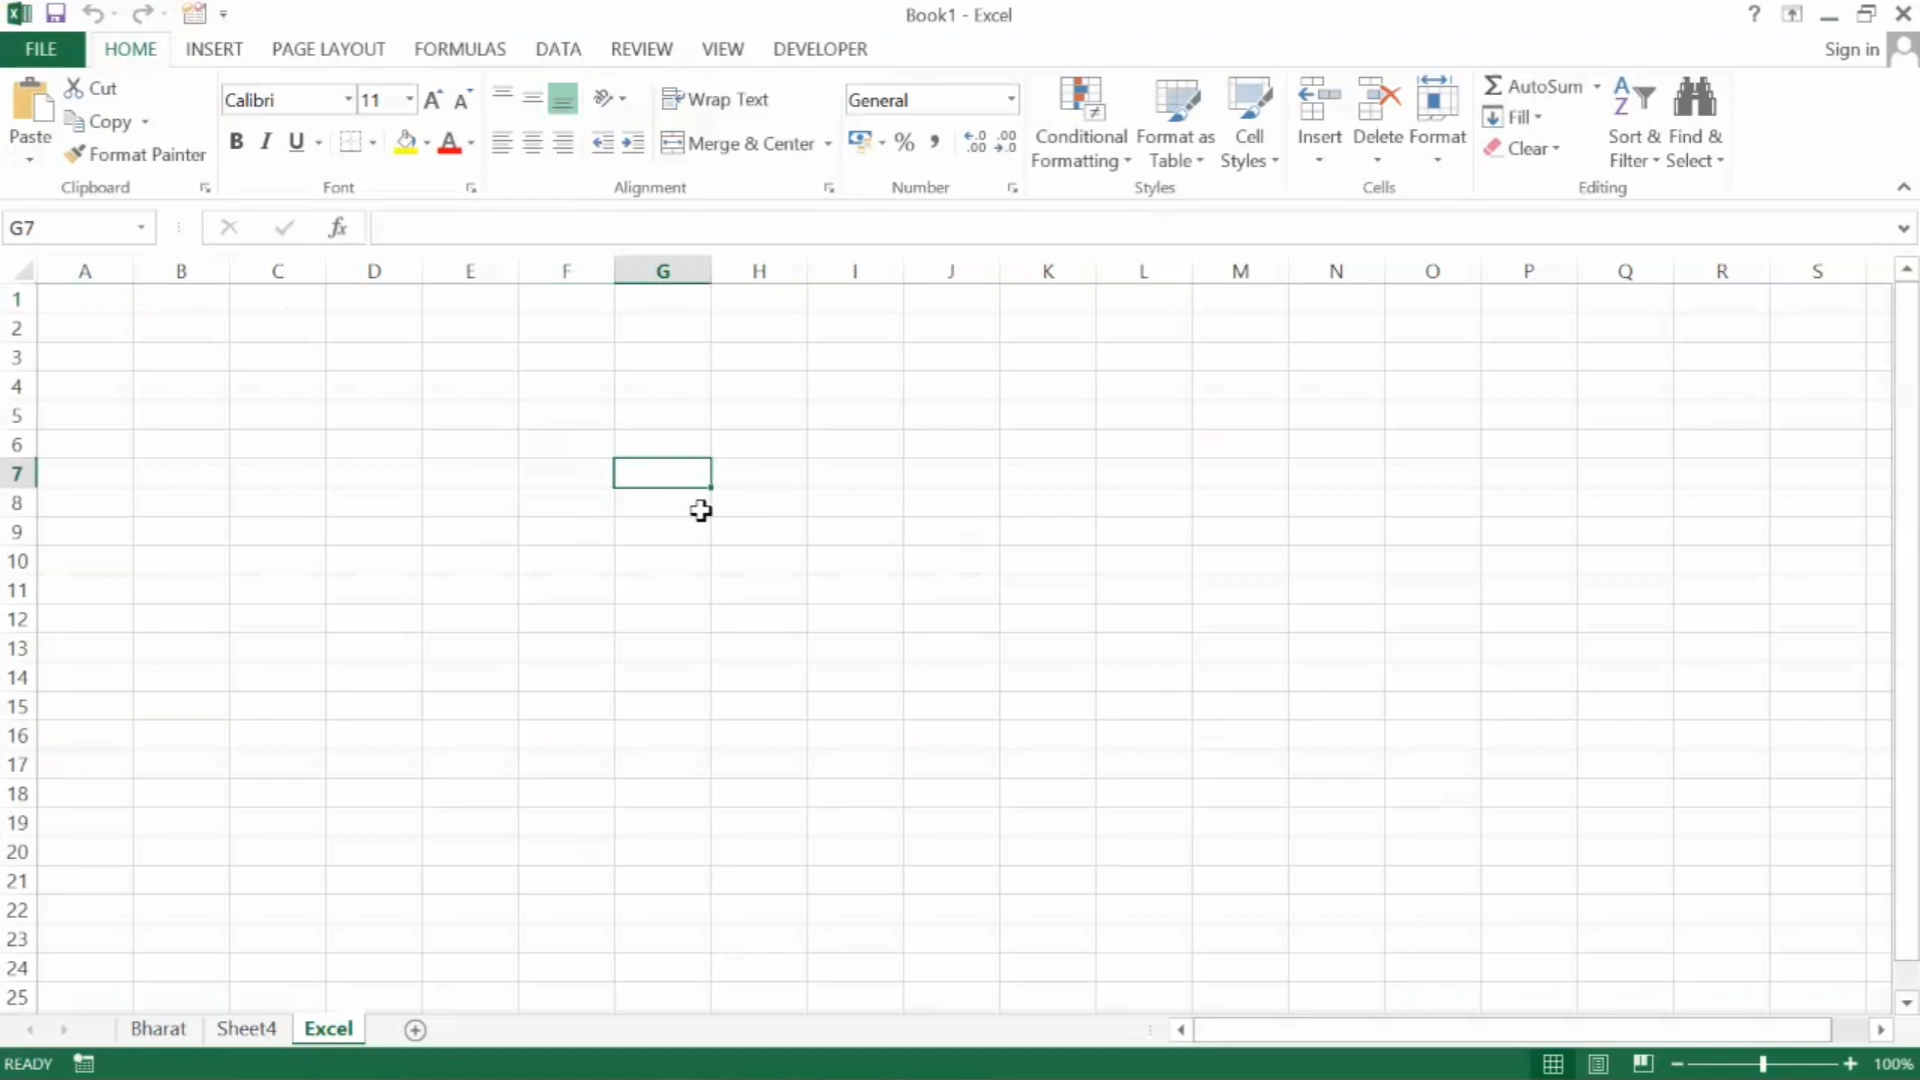 Book1 - Excel
?
FILE HOME INSERT PAGE LAYOUT FORMULAS DATA REVIEW VIEW DEVELOPER Sign in
Paste
Cut
Copy
Format Painter
Clipboard
Calibri 11
B I U
Font
Wrap Text
Merge & Center
Alignment
General
% ,
Number
Conditional Formatting
Format as Table
Cell Styles
Styles
Insert Delete Format
Cells
AutoSum
Fill
Clear
Sort & Filter
Find & Select
Editing
G7 fx
A B C D E F G H I J K L M N O P Q R S
1
2
3
4
5
6
7
8
9
10
11
12
13
14
15
16
17
18
19
20
21
22
23
24
25
Bharat Sheet4 Excel
READY 100%